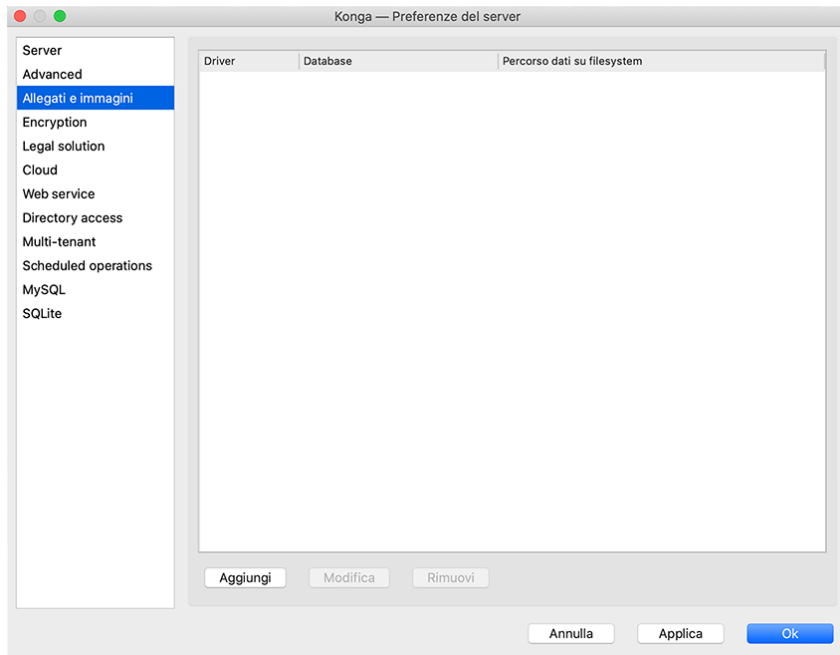 Konga — Preferenze del server
Server
Advanced
Allegati e immagini
Encryption
Legal solution
Cloud
Web service
Directory access
Multi-tenant
Scheduled operations
MySQL
SQLite
Driver Database Percorso dati su filesystem
Aggiungi Modifica Rimuovi
Annulla Applica Ok